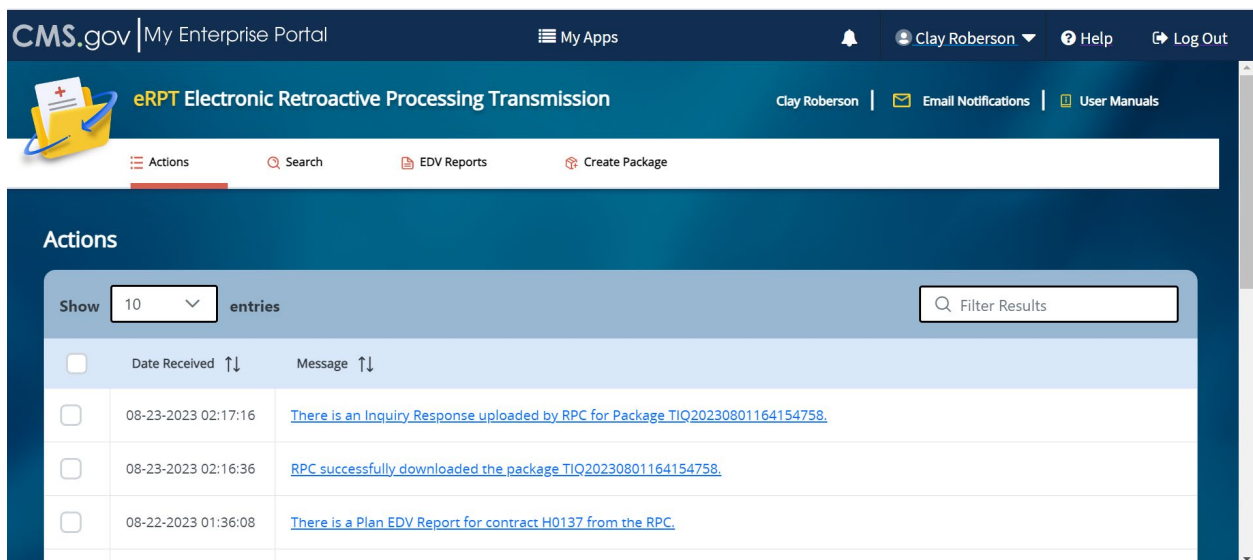 CMS.gov My Enterprise Portal My Apps Clay Roberson Help Log Out
eRPT Electronic Retroactive Processing Transmission Clay Roberson Email Notifications User Manuals
Actions Search EDV Reports Create Package
Actions
Show 10 entries Filter Results
Date Received Message
08-23-2023 02:17:16 There is an Inquiry Response uploaded by RPC for Package TIQ20230801164154758.
08-23-2023 02:16:36 RPC successfully downloaded the package TIQ20230801164154758.
08-22-2023 01:36:08 There is a Plan EDV Report for contract H0137 from the RPC.